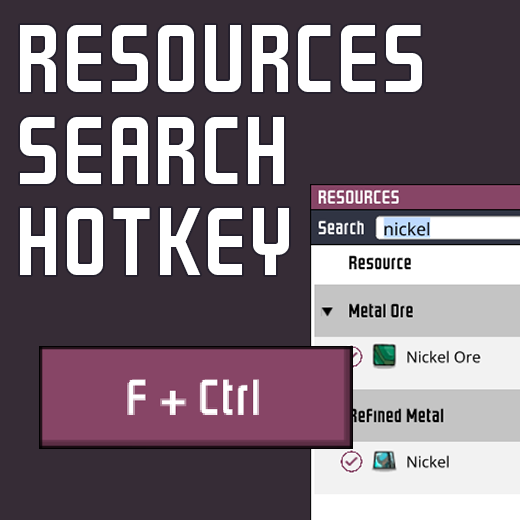 RESOURCES
SEARCH
HOTKEY
RESOURCES
Search nickel
Resource
Metal Ore
Nickel Ore
F + Ctrl
Refined Metal
Nickel